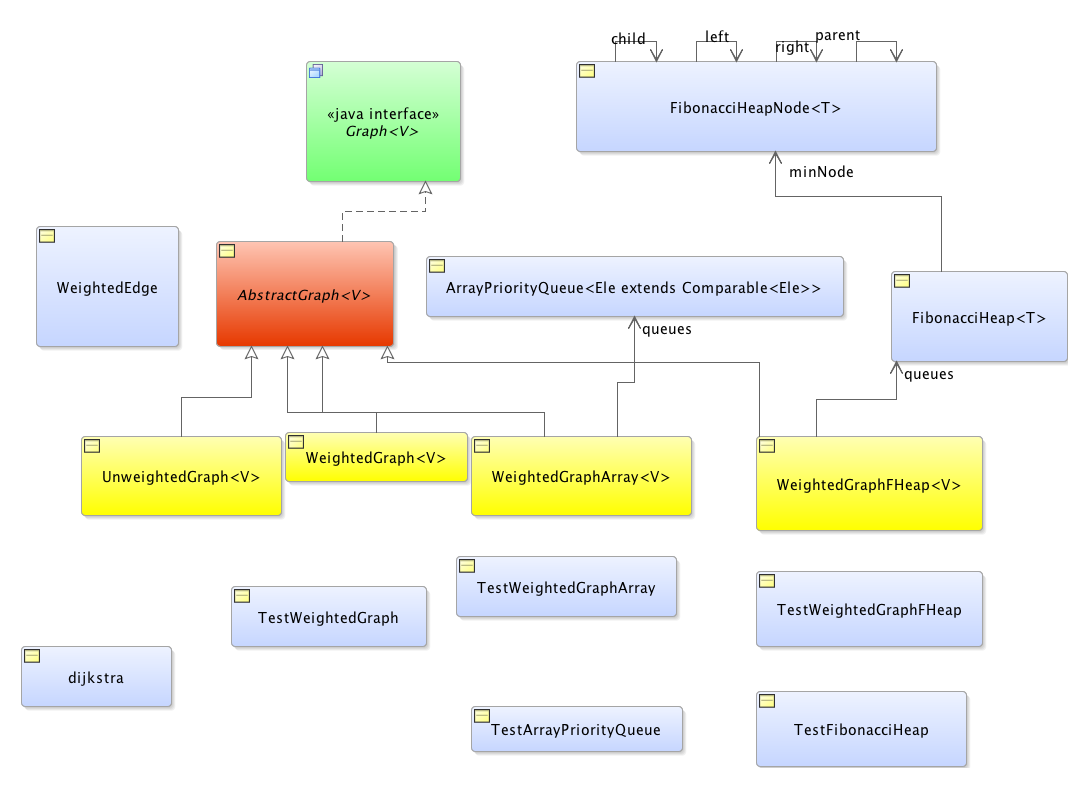 child
left
right
parent
«java interface»
Graph<V>
FibonacciHeapNode<T>
minNode
WeightedEdge
AbstractGraph<V>
ArrayPriorityQueue<Ele extends Comparable<Ele>>
FibonacciHeap<T>
queues
queues
UnweightedGraph<V>
WeightedGraph<V>
WeightedGraphArray<V>
WeightedGraphFHeap<V>
TestWeightedGraph
TestWeightedGraphArray
TestWeightedGraphFHeap
dijkstra
TestArrayPriorityQueue
TestFibonacciHeap